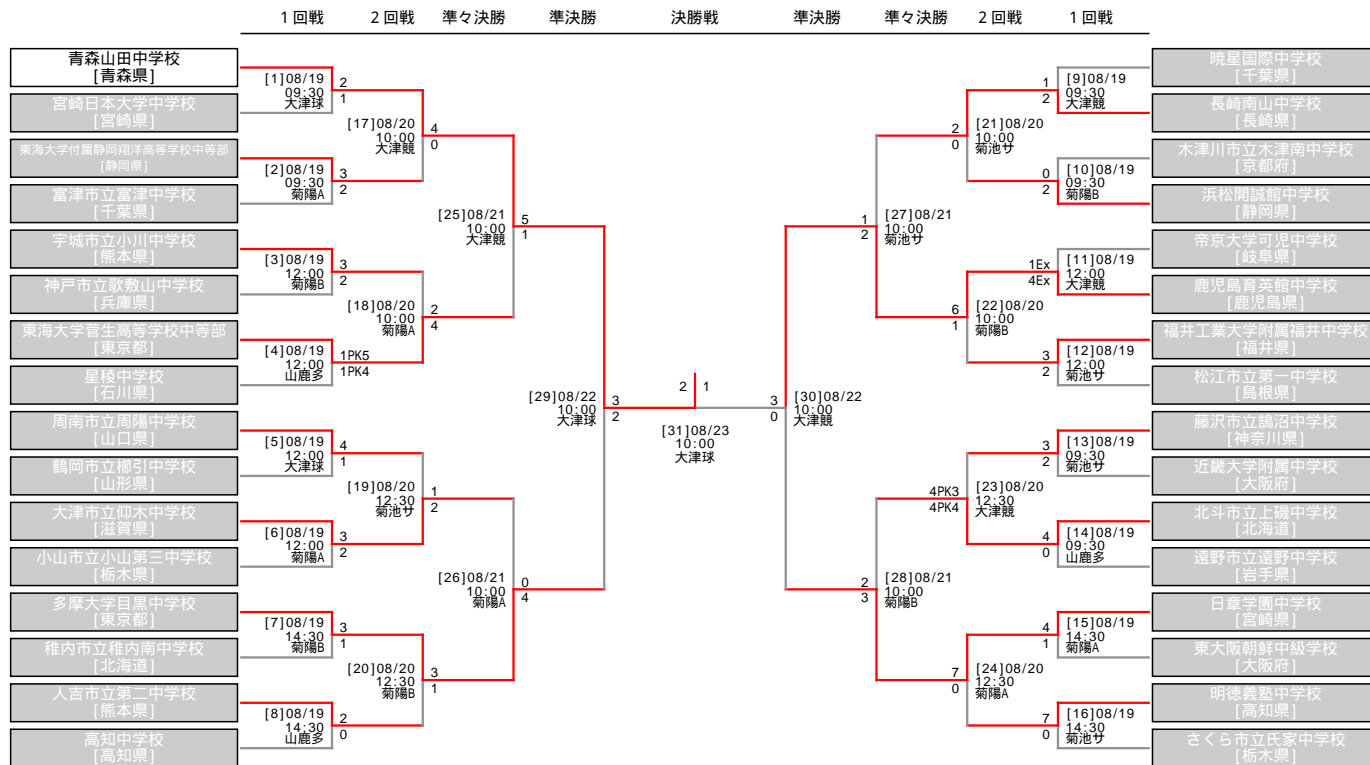 1回戦 2回戦 準々決勝 準決勝 決勝戦 準決勝 準々決勝 2回戦 1回戦
青森山田中学校
[青森県]
宮崎日本大学中学校
[宮崎県]
東海大学付属静岡翔洋高等学校中等部
[静岡県]
富津市立富津中学校
[千葉県]
宇城市立小川中学校
[熊本県]
神戸市立歌敷山中学校
[兵庫県]
東海大学菅生高等学校中等部
[東京都]
星稜中学校
[石川県]
周南市立周陽中学校
[山口県]
鶴岡市立櫛引中学校
[山形県]
大津市立仰木中学校
[滋賀県]
小山市立小山第三中学校
[栃木県]
多摩大学目黒中学校
[東京都]
稚内市立稚内南中学校
[北海道]
人吉市立第二中学校
[熊本県]
高知中学校
[高知県]
[1]08/19
09:30
大津球
2
1
[2]08/19
09:30
菊陽A
3
2
[3]08/19
12:00
菊陽B
3
2
[4]08/19
12:00
山鹿多
1PK5
1PK4
[5]08/19
12:00
大津球
4
1
[6]08/19
12:00
菊陽A
3
2
[7]08/19
14:30
菊陽B
3
1
[8]08/19
14:30
山鹿多
2
0
[17]08/20
10:00
大津競
4
0
[18]08/20
10:00
菊陽A
2
4
[19]08/20
12:30
菊池サ
1
2
[20]08/20
12:30
菊陽B
3
1
[25]08/21
10:00
大津競
5
1
[26]08/21
10:00
菊陽A
0
4
[29]08/22
10:00
大津球
3
2
2 1
[31]08/23
10:00
大津球
3
0
[30]08/22
10:00
大津競
1
2
[27]08/21
10:00
菊池サ
2
3
[28]08/21
10:00
菊陽B
2
0
[21]08/20
10:00
菊池サ
6
1
[22]08/20
10:00
菊陽B
4PK3
4PK4
[23]08/20
12:30
大津競
7
0
[24]08/20
12:30
菊陽A
1
2
[9]08/19
09:30
大津競
0
2
[10]08/19
09:30
菊陽B
1Ex
4Ex
[11]08/19
12:00
大津競
3
2
[12]08/19
12:00
菊池サ
3
2
[13]08/19
09:30
菊池サ
4
0
[14]08/19
09:30
山鹿多
4
1
[15]08/19
14:30
菊陽A
7
0
[16]08/19
14:30
菊池サ
暁星国際中学校
[千葉県]
長崎南山中学校
[長崎県]
木津川市立木津南中学校
[京都府]
浜松開誠館中学校
[静岡県]
帝京大学可児中学校
[岐阜県]
鹿児島育英館中学校
[鹿児島県]
福井工業大学附属福井中学校
[福井県]
松江市立第一中学校
[島根県]
藤沢市立鵠沼中学校
[神奈川県]
近畿大学附属中学校
[大阪府]
北斗市立上磯中学校
[北海道]
遠野市立遠野中学校
[岩手県]
日章学園中学校
[宮崎県]
東大阪朝鮮中級学校
[大阪府]
明徳義塾中学校
[高知県]
さくら市立氏家中学校
[栃木県]